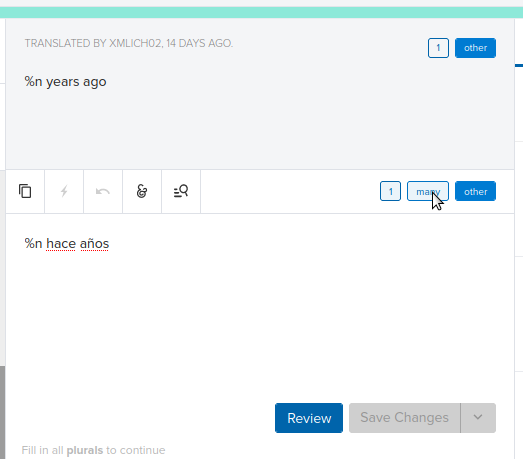 TRANSLATED BY XMLICH02, 14 DAYS AGO.
1 other
%n years ago
1 many other
%n hace años
Review Save Changes
Fill in all plurals to continue